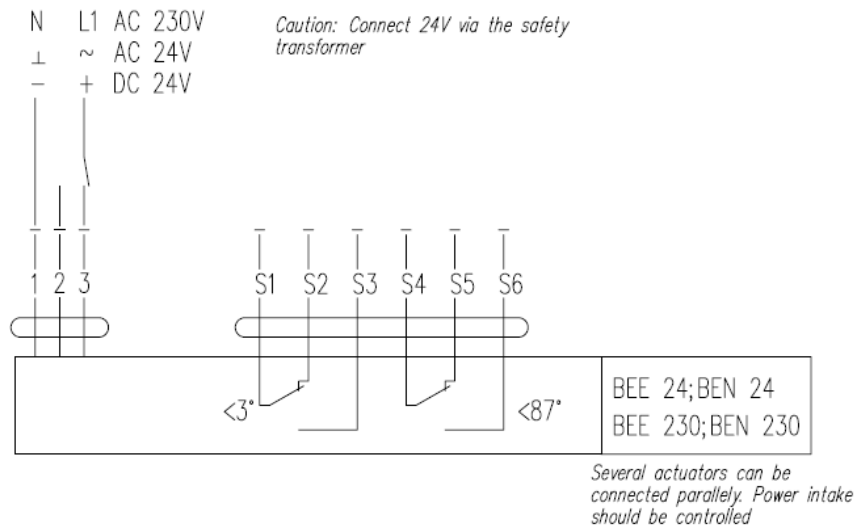 N L1 AC 230V
⊥ ~ AC 24V
− + DC 24V
Caution: Connect 24V via the safety
transformer
1 2 3 S1 S2 S3 S4 S5 S6
<3° <87°
BEE 24;BEN 24
BEE 230;BEN 230
Several actuators can be
connected parallely. Power intake
should be controlled